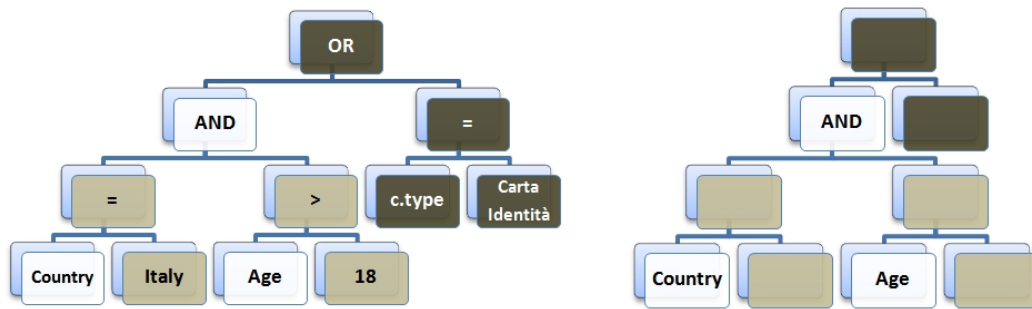 OR
AND
=
AND
=
>
c.type
Carta
Identità
Country
Italy
Age
18
Country
Age